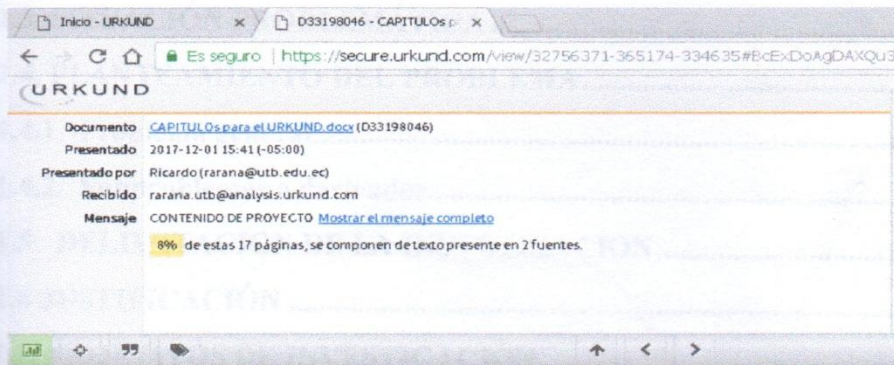 Inicio - URKUND
D33198046 - CAPITULOs p
Es seguro | https://secure.urkund.com/view/32756371-365174-334635#BcExDoAgDAXQu3
URKUND
Documento CAPITULOs para el URKUND.docx (D33198046)
Presentado 2017-12-01 15:41 (-05:00)
Presentado por Ricardo (rarana@utb.edu.ec)
Recibido rarana.utb@analysis.urkund.com
Mensaje CONTENIDO DE PROYECTO Mostrar el mensaje completo
8% de estas 17 páginas, se componen de texto presente en 2 fuentes.